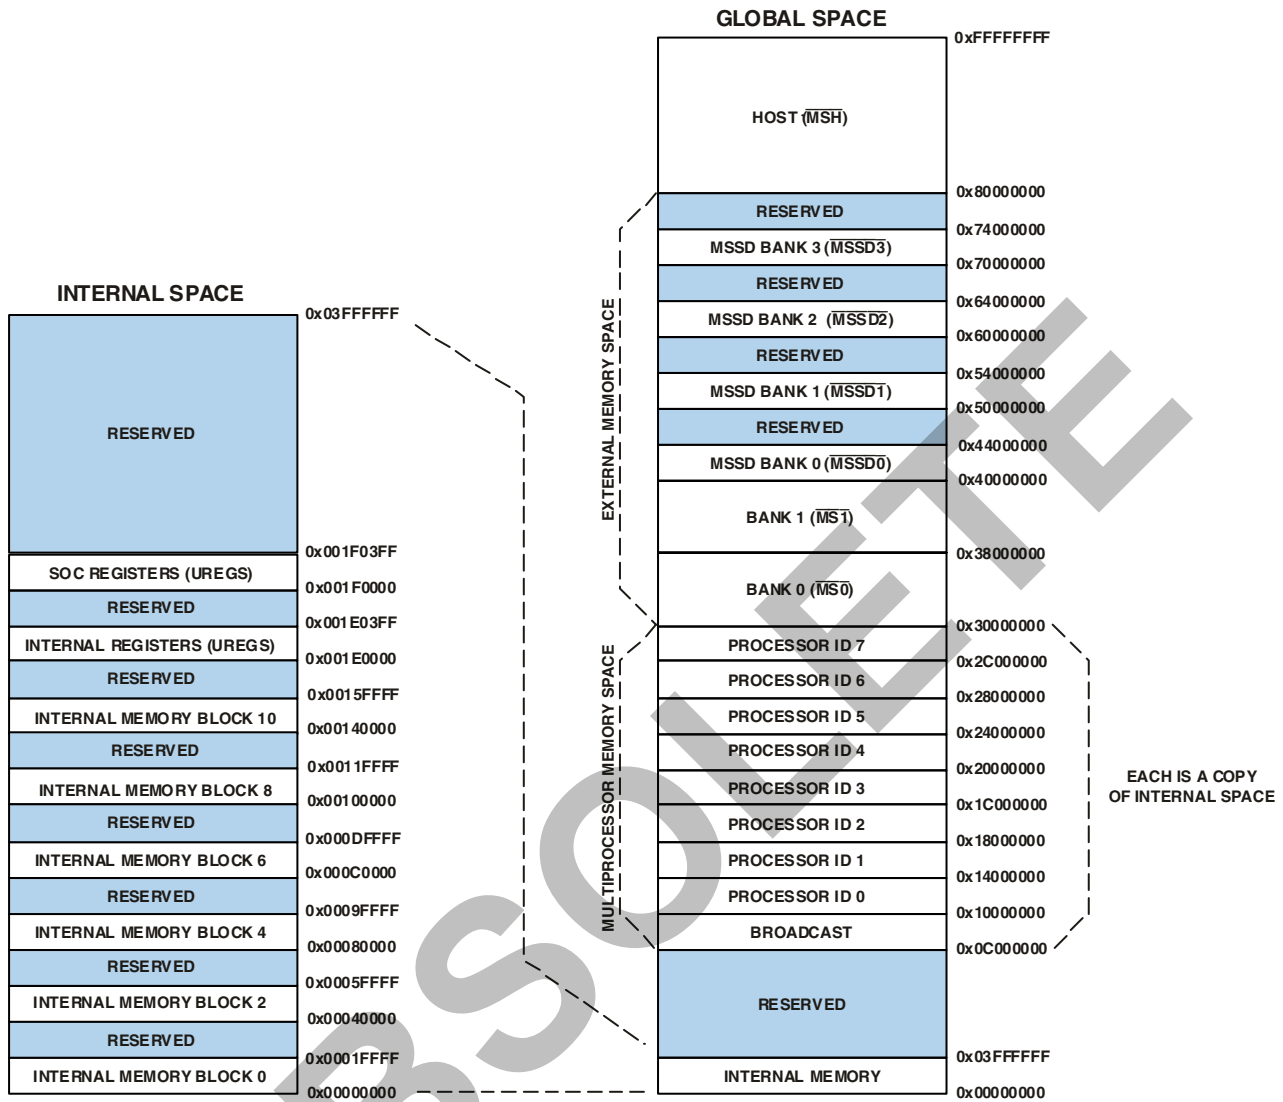 INTERNAL SPACE
0x03FFFFFF
RESERVED
0x001F03FF
SOC REGISTERS (UREGS)
0x001F0000
RESERVED
0x001E03FF
INTERNAL REGISTERS (UREGS)
0x001E0000
RESERVED
0x0015FFFF
INTERNAL MEMORY BLOCK 10
0x00140000
RESERVED
0x0011FFFF
INTERNAL MEMORY BLOCK 8
0x00100000
RESERVED
0x000DFFFF
INTERNAL MEMORY BLOCK 6
0x000C0000
RESERVED
0x0009FFFF
INTERNAL MEMORY BLOCK 4
0x00080000
RESERVED
0x0005FFFF
INTERNAL MEMORY BLOCK 2
0x00040000
RESERVED
0x0001FFFF
INTERNAL MEMORY BLOCK 0
0x00000000
GLOBAL SPACE
0xFFFFFFFF
HOST (MSH)
0x80000000
RESERVED
0x74000000
MSSD BANK 3 (MSSD3)
0x70000000
RESERVED
0x64000000
MSSD BANK 2 (MSSD2)
0x60000000
RESERVED
0x54000000
MSSD BANK 1 (MSSD1)
0x50000000
RESERVED
0x44000000
MSSD BANK 0 (MSSD0)
0x40000000
BANK 1 (MS1)
0x38000000
BANK 0 (MS0)
0x30000000
PROCESSOR ID 7
0x2C000000
PROCESSOR ID 6
0x28000000
PROCESSOR ID 5
0x24000000
PROCESSOR ID 4
0x20000000
PROCESSOR ID 3
0x1C000000
PROCESSOR ID 2
0x18000000
PROCESSOR ID 1
0x14000000
PROCESSOR ID 0
0x10000000
BROADCAST
0x0C000000
RESERVED
0x03FFFFFF
INTERNAL MEMORY
0x00000000
EXTERNAL MEMORY SPACE
MULTIPROCESSOR MEMORY SPACE
EACH IS A COPY
OF INTERNAL SPACE
OBSOLETE